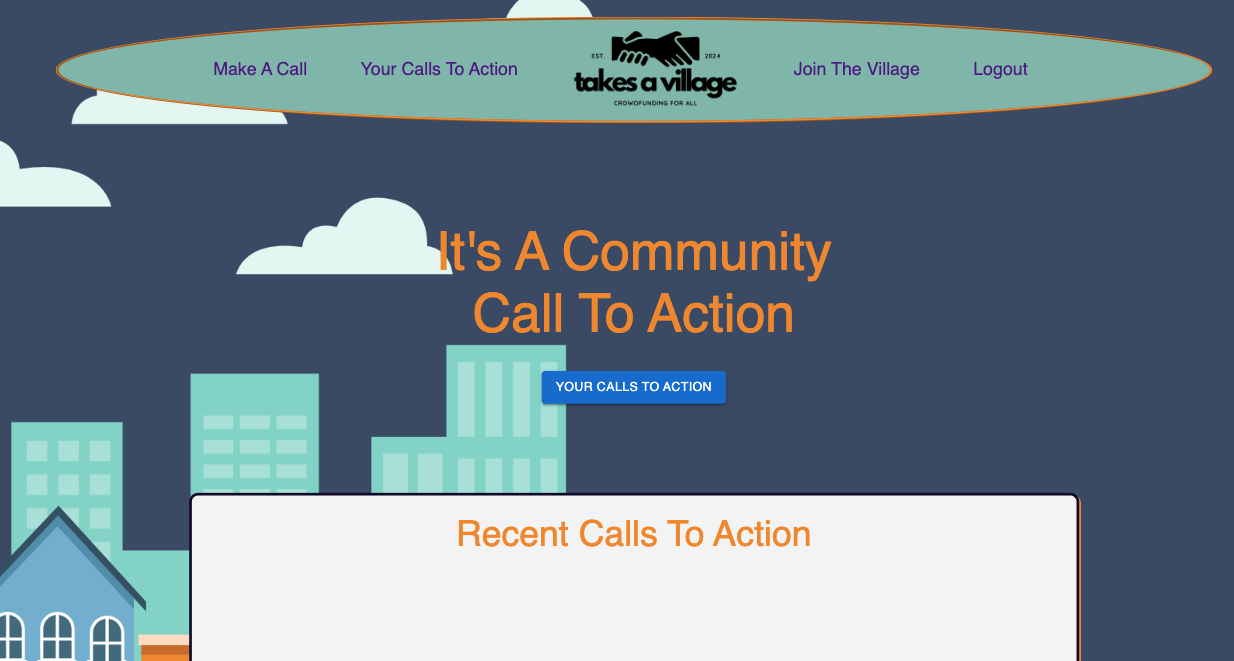 Make A Call
Your Calls To Action
EST.
2024
takes a village
CROWDFUNDING FOR ALL
Join The Village
Logout
It's A Community
Call To Action
YOUR CALLS TO ACTION
Recent Calls To Action